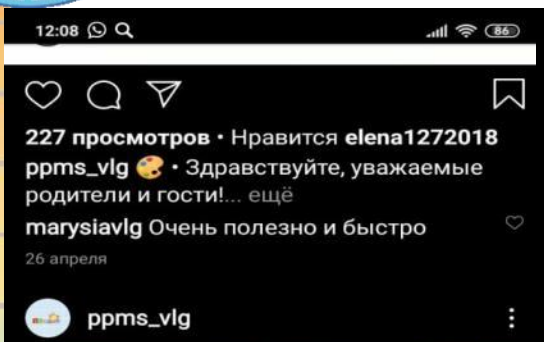 12:08 86
227 просмотров • Нравится elena1272018
ppms_vlg 🎨 • Здравствуйте, уважаемые
родители и гости!... ещё
marysiavlg Очень полезно и быстро
26 апреля
ppms_vlg